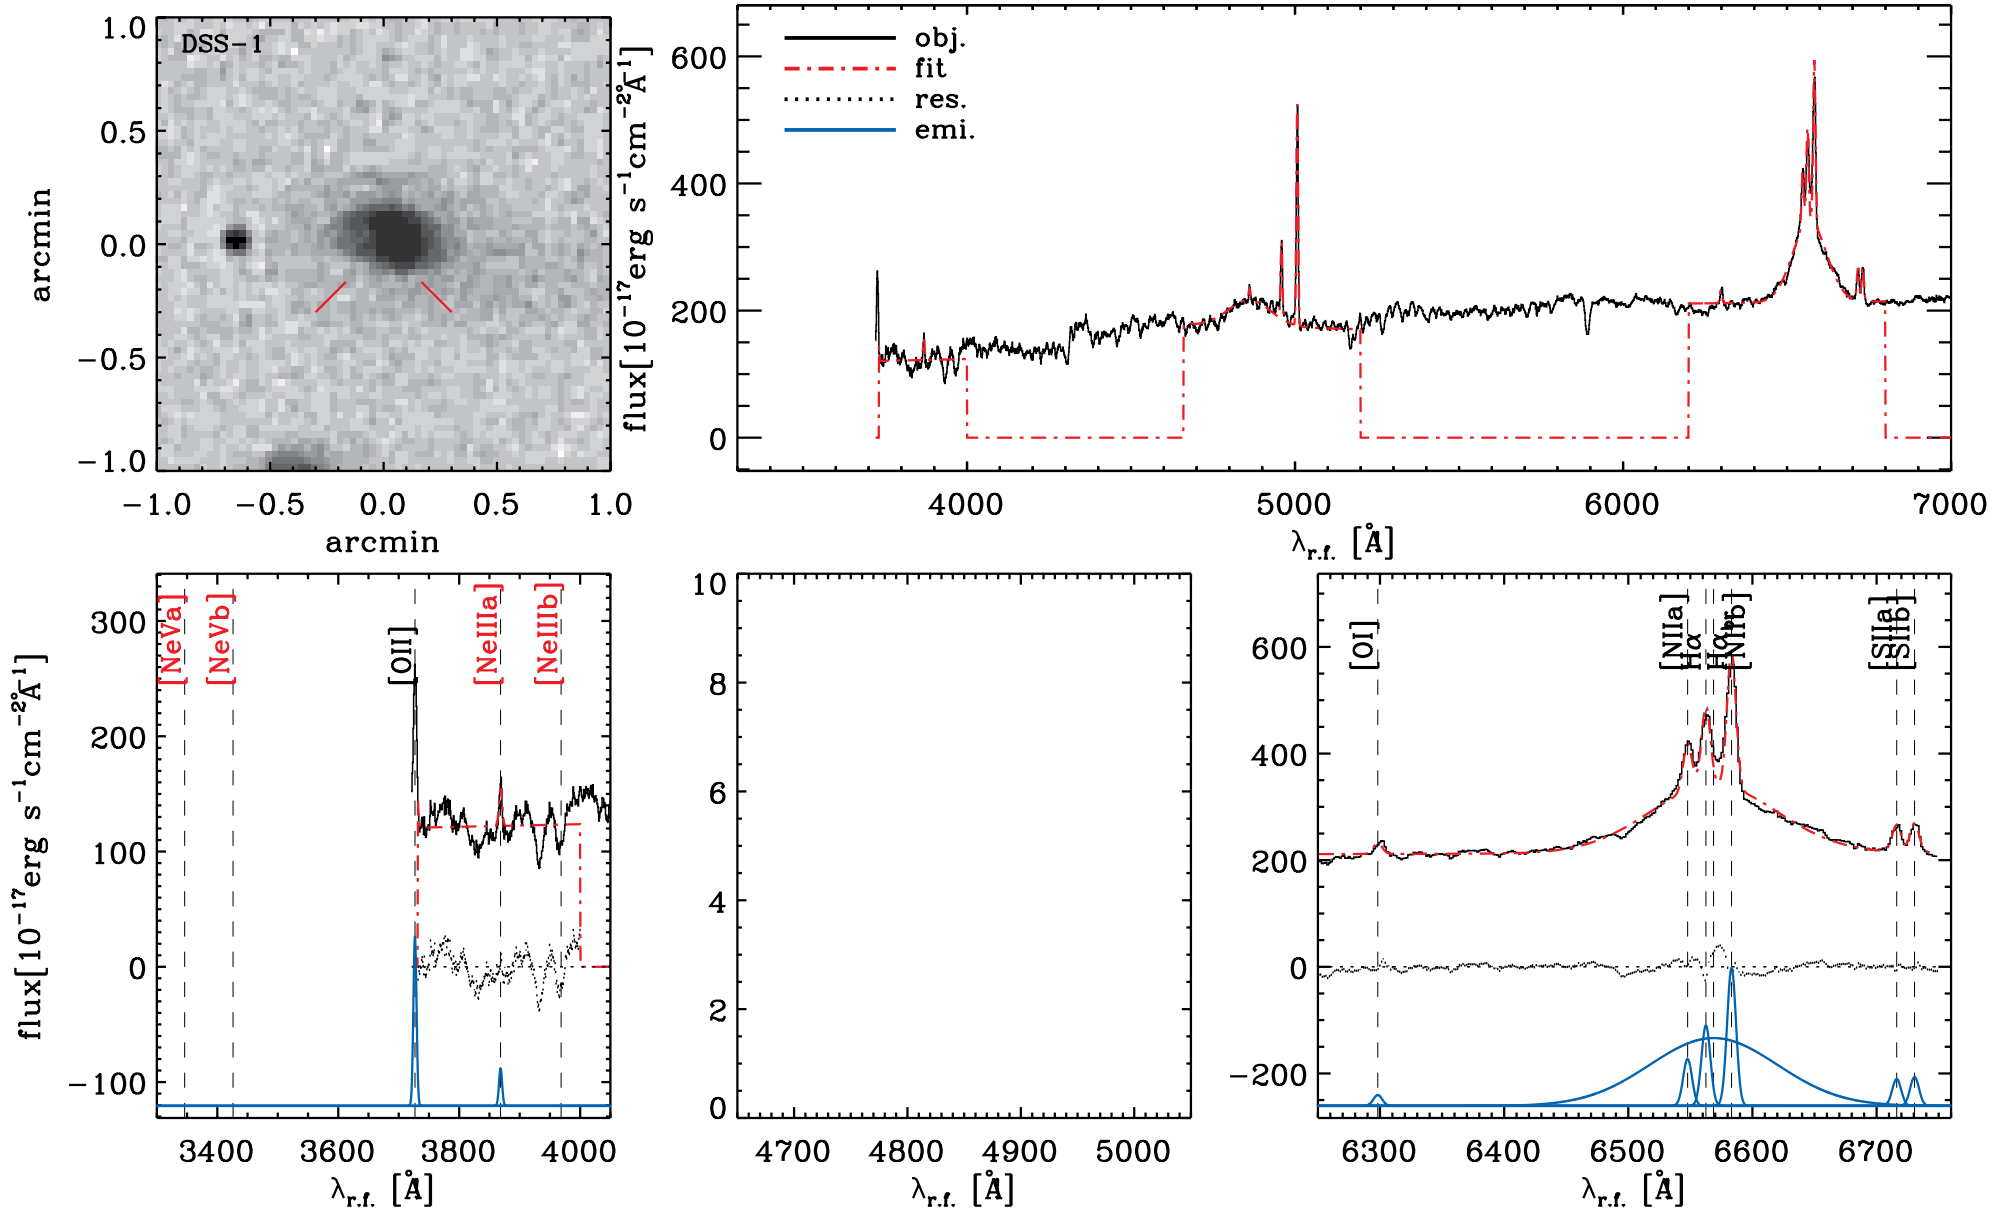 DSS-1
1.0
0.5
0.0
-0.5
-1.0
arcmin
-1.0 -0.5 0.0 0.5 1.0
arcmin
obj.
fit
res.
emi.
600
400
200
0
flux[10⁻¹⁷erg s⁻¹cm⁻²Å⁻¹]
4000 5000 6000 7000
λr.f. [Å]
[NeVa] [NeVb] [OII] [NeIIIa] [NeIIIb]
300
200
100
0
-100
flux[10⁻¹⁷erg s⁻¹cm⁻²Å⁻¹]
3400 3600 3800 4000
λr.f. [Å]
10
8
6
4
2
0
4700 4800 4900 5000
λr.f. [Å]
[OI] [NIIa] Hα Hαbr [NIIb] [SIIa] [SIIb]
600
400
200
0
-200
6300 6400 6500 6600 6700
λr.f. [Å]